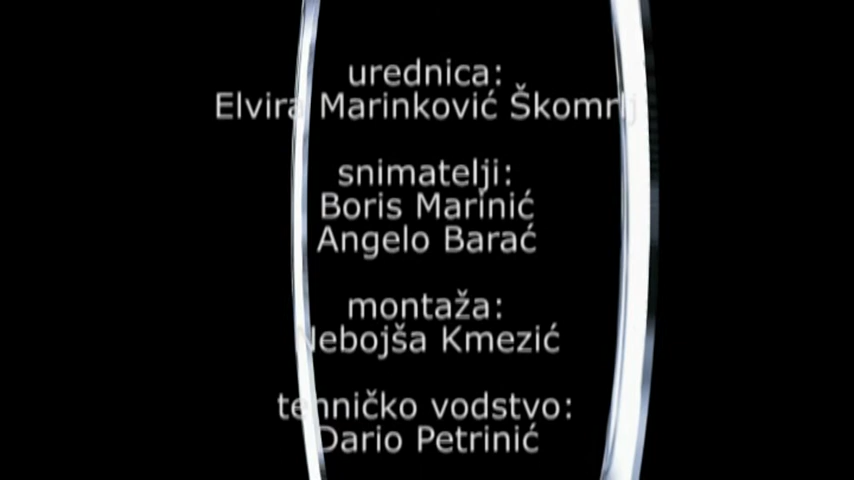 urednica:
Elvira Marinković Škomrlj
snimatelji:
Boris Marinić
Angelo Barać
montaža:
Nebojša Kmezić
tehničko vodstvo:
Dario Petrinić